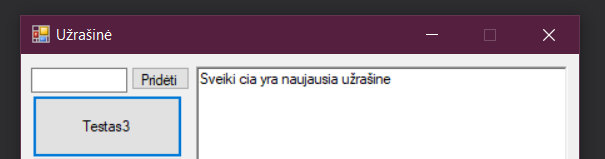 Užrašinė
Pridėti
Sveiki cia yra naujausia užrašine
Testas3